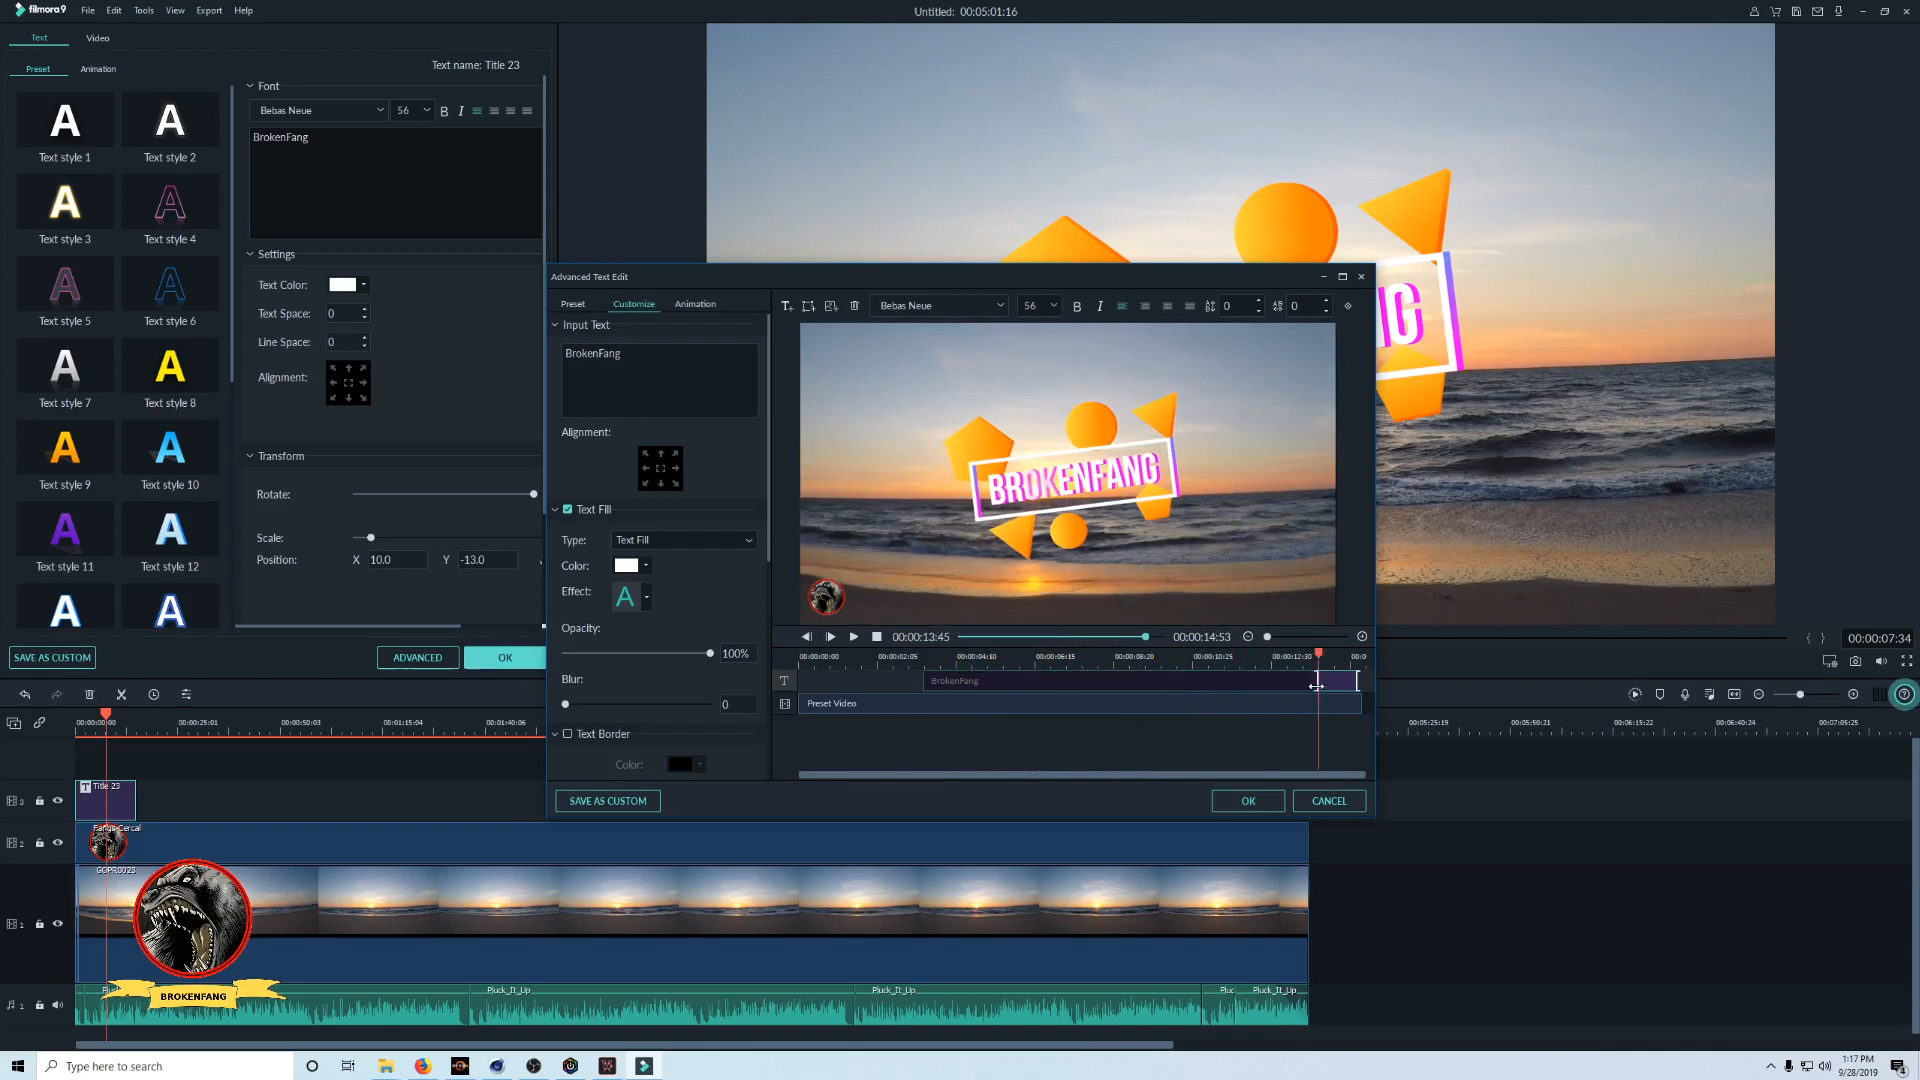 filmora9 File Edit Tools View Export Help
Untitled: 00:05:01:16
Text Video
Preset Animation
Text name: Title 23
Font
Bebas Neue 56 B I
BrokenFang
A A
Text style 1 Text style 2
A A
Text style 3 Text style 4
A A
Text style 5 Text style 6
A A
Text style 7 Text style 8
A A
Text style 9 Text style 10
A A
Text style 11 Text style 12
A A
Settings
Text Color:
Text Space: 0
Line Space: 0
Alignment:
Transform
Rotate:
Scale:
Position: X 10.0 Y -13.0
SAVE AS CUSTOM ADVANCED OK
Advanced Text Edit
Preset Customize Animation
Input Text
BrokenFang
Alignment:
Text Fill
Type: Text Fill
Color:
Effect: A
Opacity:
100%
Blur:
0
Text Border
Color:
SAVE AS CUSTOM
Bebas Neue 56 B I 0 0
BROKENFANG
00:00:13:45 00:00:14:53
00:00:00:00 00:00:02:05 00:00:04:10 00:00:06:15 00:00:08:20 00:00:10:25 00:00:12:30
T BrokenFang
Preset Video
OK CANCEL
00:00:07:34
00:00:00:00 00:00:25:01 00:00:50:03 00:01:15:04 00:01:40:06 00:05:25:19 00:05:50:21 00:06:15:22 00:06:40:24 00:07:05:25
3 T Title 23
2 Fangs-Cercal
1 GOPR0023
BROKENFANG
1 Pluck_It_Up Pluck_It_Up Pluc Pluck_It_Up
Type here to search
1:17 PM
9/28/2019
4